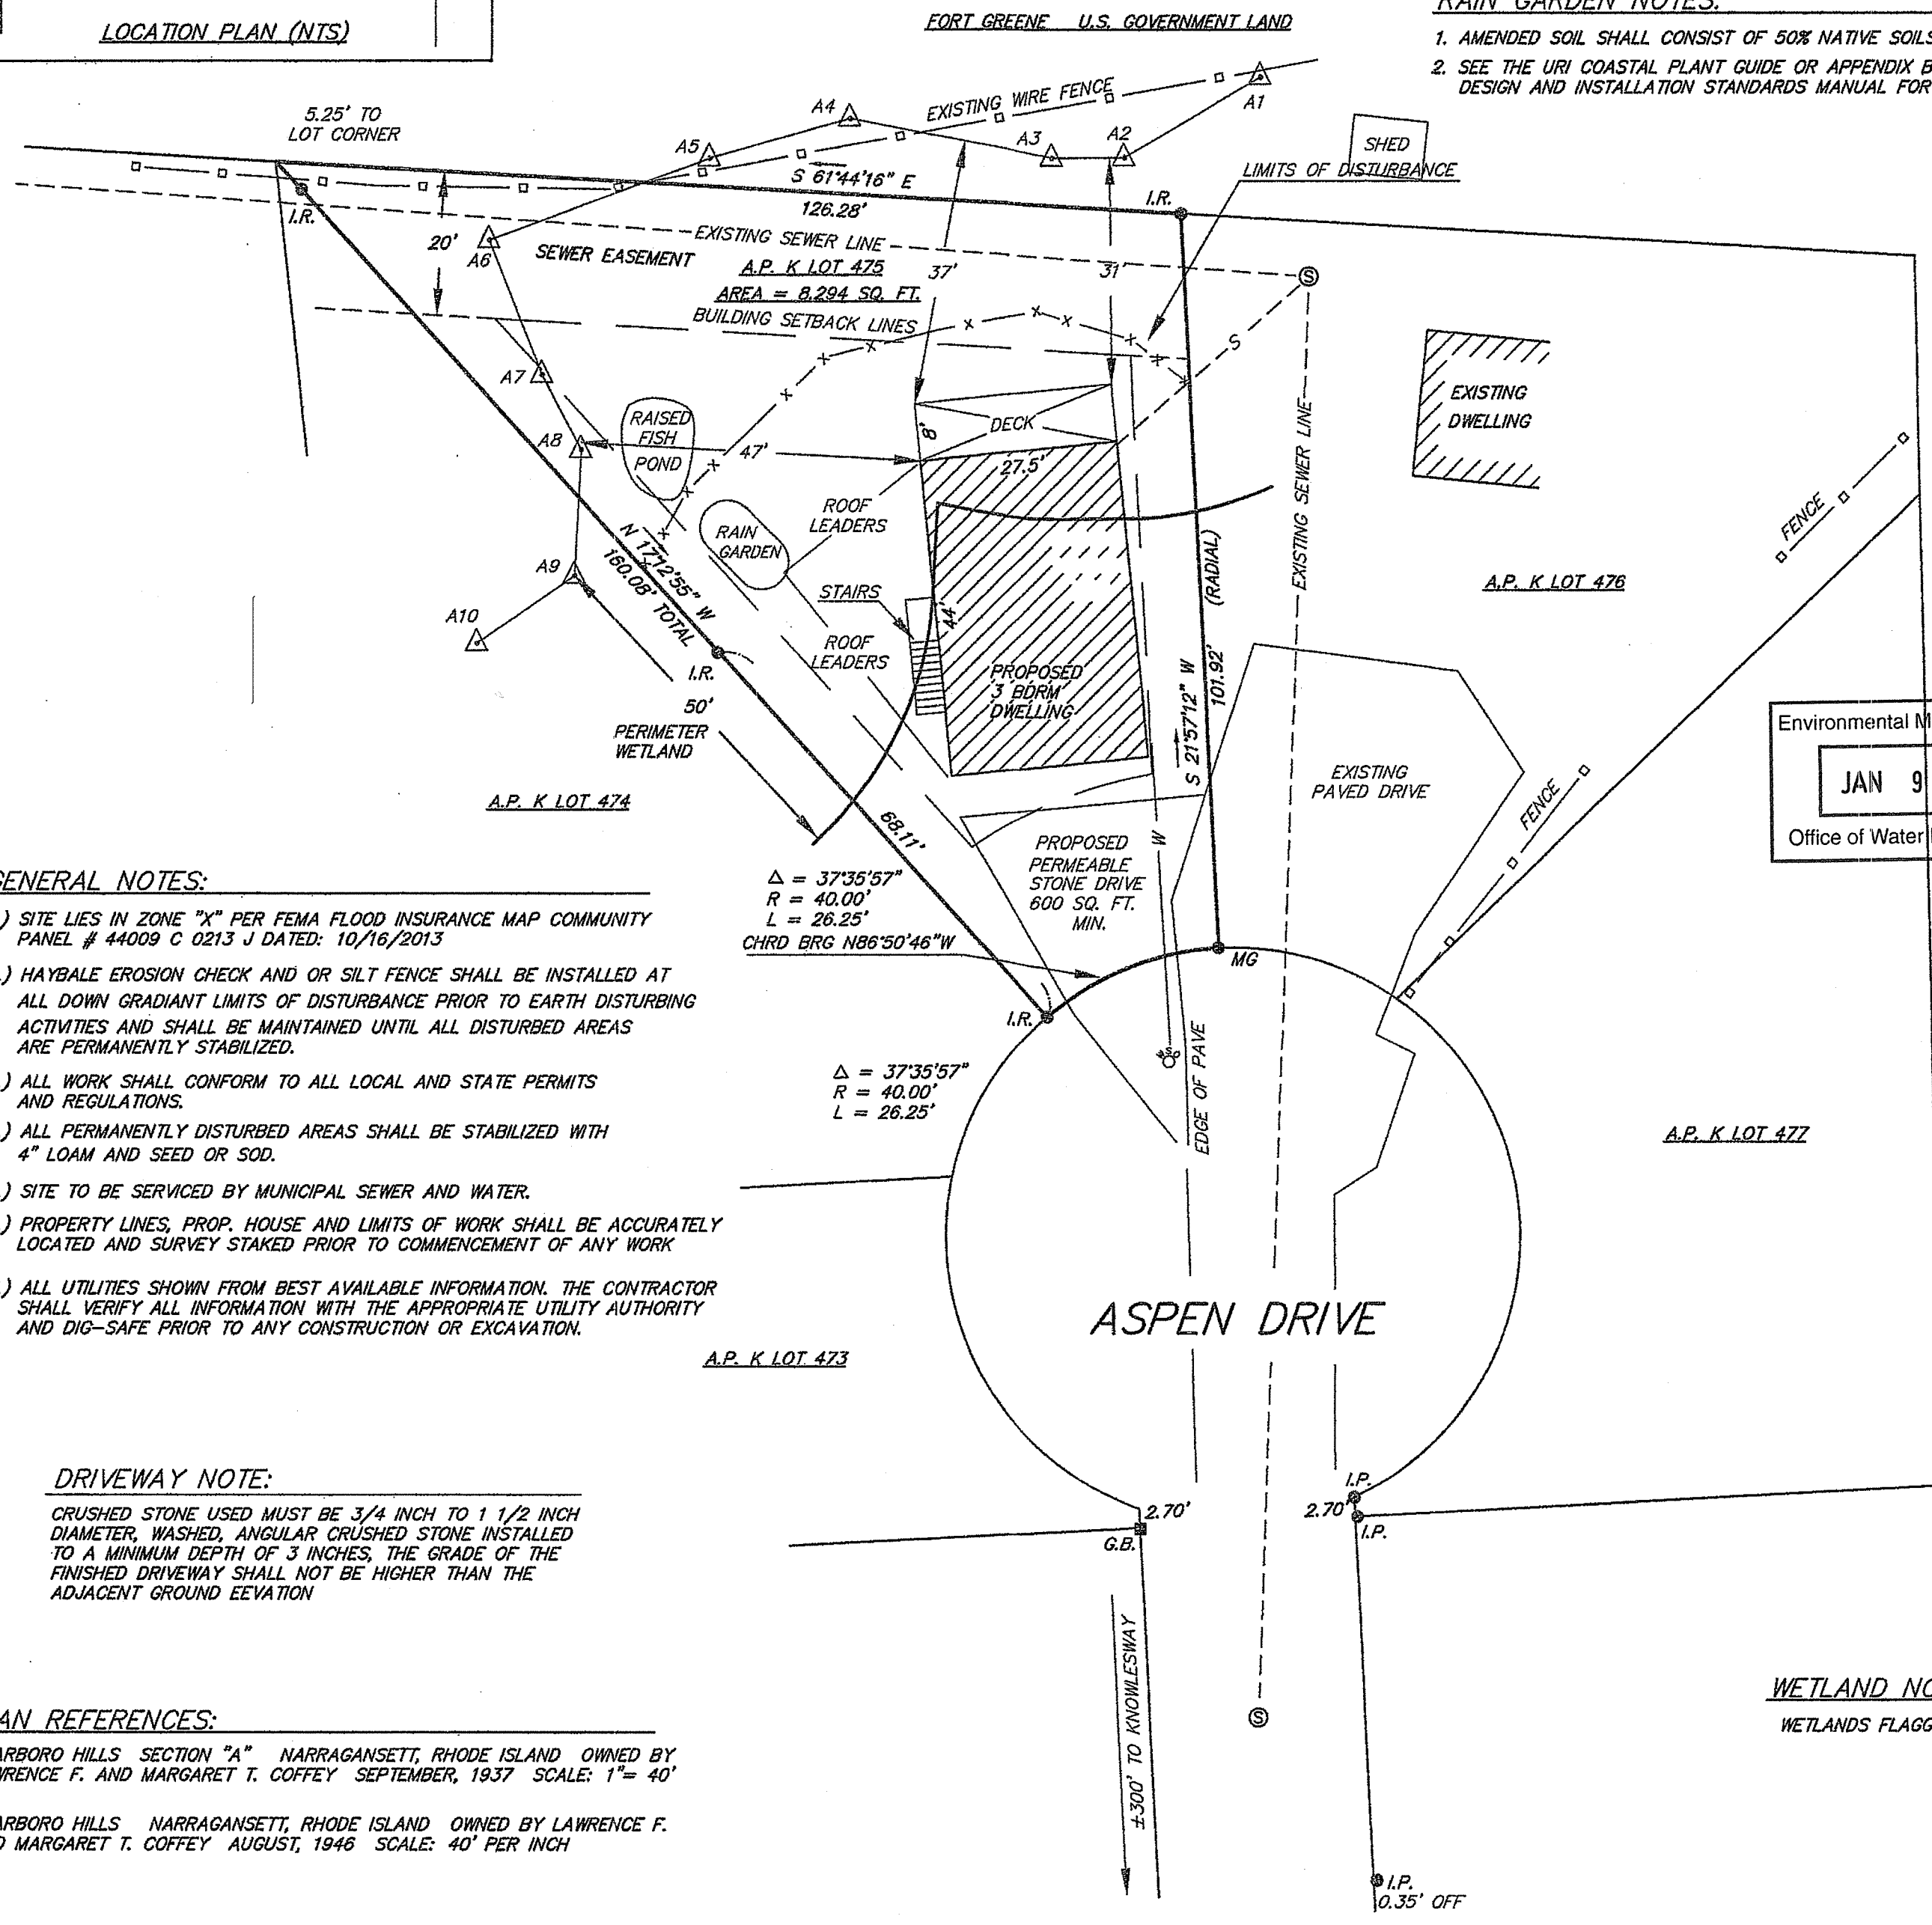 LOCATION PLAN (NTS)
FORT GREENE U.S. GOVERNMENT LAND
RAIN GARDEN NOTES:
1. AMENDED SOIL SHALL CONSIST OF 50% NATIVE SOILS
2. SEE THE URI COASTAL PLANT GUIDE OR APPENDIX B
DESIGN AND INSTALLATION STANDARDS MANUAL FOR
5.25' TO
LOT CORNER
A4
EXISTING WIRE FENCE
A1
A5
A3
A2
SHED
LIMITS OF DISTURBANCE
S 61°44'16" E
126.28'
I.R.
I.R.
20'
A6
EXISTING SEWER LINE
SEWER EASEMENT
A.P. K LOT 475
37'
31'
S
AREA = 8,294 SQ. FT.
BUILDING SETBACK LINES
S
A7
EXISTING
DWELLING
RAISED
FISH
POND
DECK
8'
A8
47'
27.5'
EXISTING SEWER LINE
FENCE
ROOF
LEADERS
RAIN
GARDEN
N 17°12'55" W
160.08' TOTAL
(RADIAL)
A9
STAIRS
44'
A.P. K LOT 476
A10
ROOF
LEADERS
I.R.
PROPOSED
3 BDRM
DWELLING
S 21°57'12" W
101.92'
50'
PERIMETER
WETLAND
Environmental M
JAN 9
Office of Water
EXISTING
PAVED DRIVE
FENCE
A.P. K LOT 474
68.11'
W
PROPOSED
PERMEABLE
STONE DRIVE
600 SQ. FT.
MIN.
Δ = 37°35'57"
R = 40.00'
L = 26.25'
CHRD BRG N86°50'46"W
MG
I.R.
EDGE OF PAVE
Δ = 37°35'57"
R = 40.00'
L = 26.25'
A.P. K LOT 477
GENERAL NOTES:
) SITE LIES IN ZONE "X" PER FEMA FLOOD INSURANCE MAP COMMUNITY
PANEL # 44009 C 0213 J DATED: 10/16/2013
.) HAYBALE EROSION CHECK AND OR SILT FENCE SHALL BE INSTALLED AT
ALL DOWN GRADIANT LIMITS OF DISTURBANCE PRIOR TO EARTH DISTURBING
ACTIVITIES AND SHALL BE MAINTAINED UNTIL ALL DISTURBED AREAS
ARE PERMANENTLY STABILIZED.
) ALL WORK SHALL CONFORM TO ALL LOCAL AND STATE PERMITS
AND REGULATIONS.
) ALL PERMANENTLY DISTURBED AREAS SHALL BE STABILIZED WITH
4" LOAM AND SEED OR SOD.
) SITE TO BE SERVICED BY MUNICIPAL SEWER AND WATER.
) PROPERTY LINES, PROP. HOUSE AND LIMITS OF WORK SHALL BE ACCURATELY
LOCATED AND SURVEY STAKED PRIOR TO COMMENCEMENT OF ANY WORK
.) ALL UTILITIES SHOWN FROM BEST AVAILABLE INFORMATION. THE CONTRACTOR
SHALL VERIFY ALL INFORMATION WITH THE APPROPRIATE UTILITY AUTHORITY
AND DIG-SAFE PRIOR TO ANY CONSTRUCTION OR EXCAVATION.
ASPEN DRIVE
A.P. K LOT 473
DRIVEWAY NOTE:
CRUSHED STONE USED MUST BE 3/4 INCH TO 1 1/2 INCH
DIAMETER, WASHED, ANGULAR CRUSHED STONE INSTALLED
TO A MINIMUM DEPTH OF 3 INCHES, THE GRADE OF THE
FINISHED DRIVEWAY SHALL NOT BE HIGHER THAN THE
ADJACENT GROUND EEVATION
2.70'
G.B.
I.P.
2.70'
I.P.
±300' TO KNOWLESWAY
S
WETLAND NO
WETLANDS FLAGG
AN REFERENCES:
ARBORO HILLS SECTION "A" NARRAGANSETT, RHODE ISLAND OWNED BY
WRENCE F. AND MARGARET T. COFFEY SEPTEMBER, 1937 SCALE: 1"= 40'
ARBORO HILLS NARRAGANSETT, RHODE ISLAND OWNED BY LAWRENCE F.
D MARGARET T. COFFEY AUGUST, 1946 SCALE: 40' PER INCH
I.P.
0.35' OFF